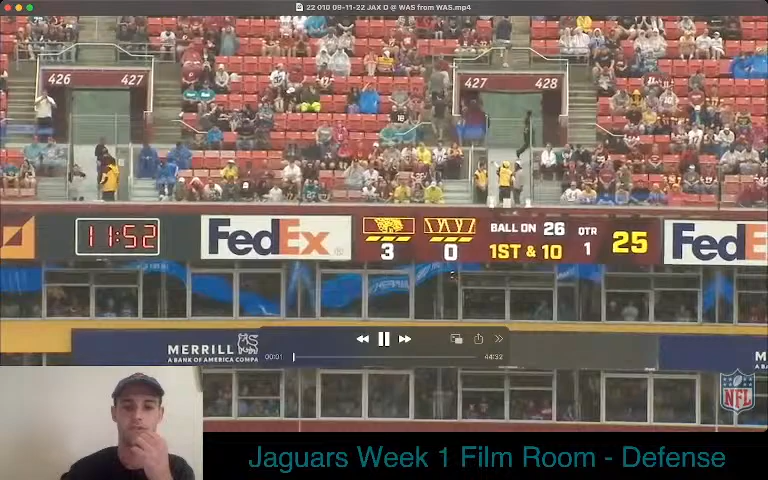 22 010 09-11-22 JAX D @ WAS from WAS.mp4
426 427
427 428
11:52
FedEx
3 0
BALL ON 26
1ST & 10
QTR
1
25
FedE
MERRILL
A BANK OF AMERICA COMPA
00:01
44:32
M
A BA
NFL
Jaguars Week 1 Film Room - Defense